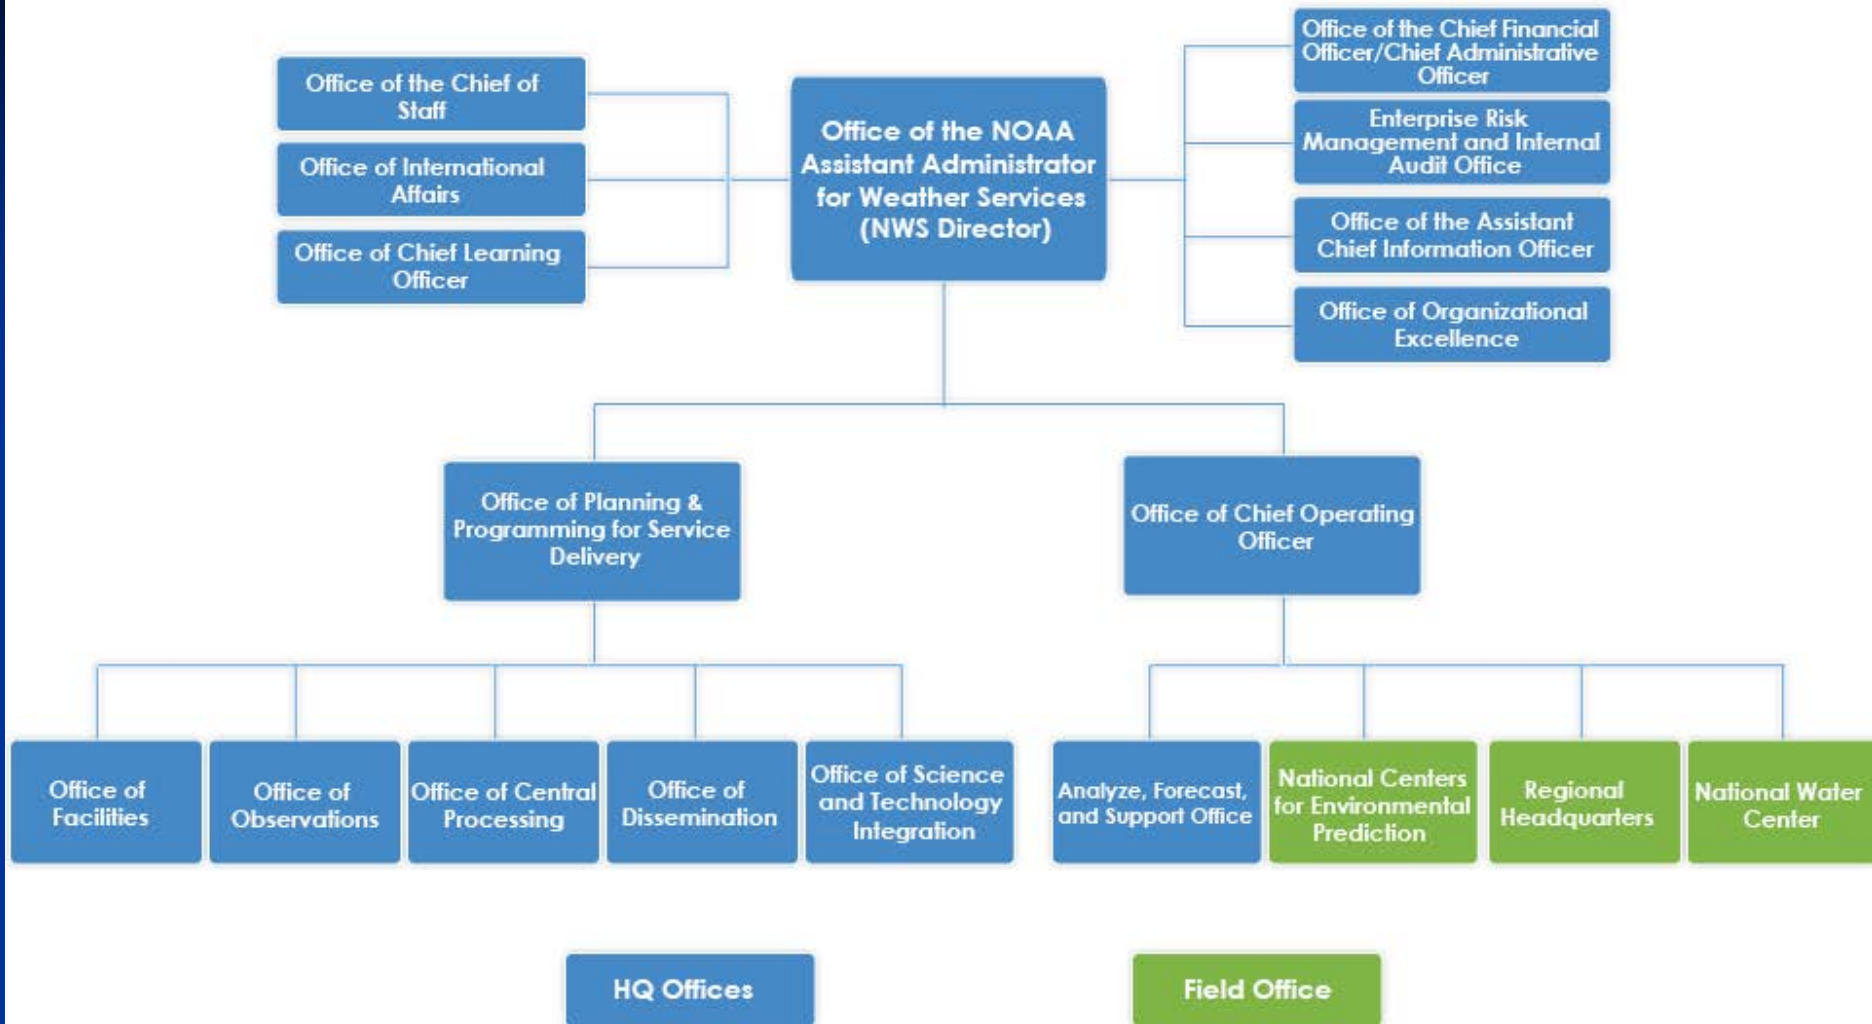 Office of the Chief of
Staff
Office of International
Affairs
Office of Chief Learning
Officer
Office of the NOAA
Assistant Administrator
for Weather Services
(NWS Director)
Office of the Chief Financial
Officer/Chief Administrative
Officer
Enterprise Risk
Management and Internal
Audit Office
Office of the Assistant
Chief Information Officer
Office of Organizational
Excellence
Office of Planning &
Programming for Service
Delivery
Office of Chief Operating
Officer
Office of
Facilities
Office of
Observations
Office of Central
Processing
Office of
Dissemination
Office of Science
and Technology
Integration
Analyze, Forecast,
and Support Office
National Centers
for Environmental
Prediction
Regional
Headquarters
National Water
Center
HQ Offices
Field Office